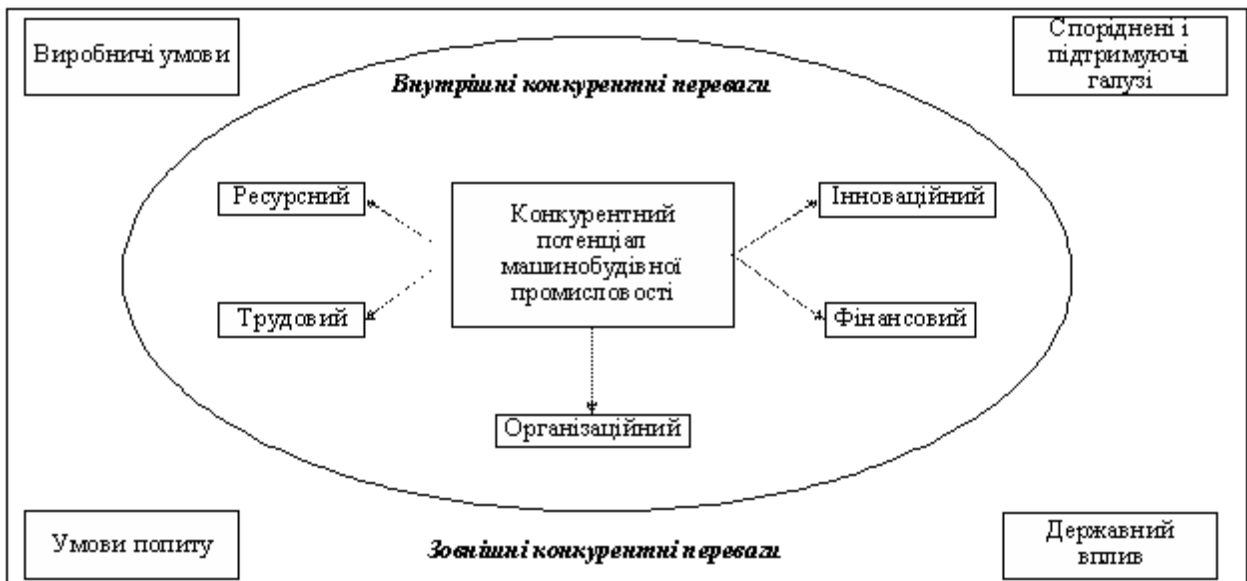 Виробничі умови
Споріднені і
підтримуючі
галузі
Внутрішні конкурентні переваги
Ресурсний
Інноваційний
Конкурентний
потенціал
машинобудівної
промисловості
Трудовий
Фінансовий
Організаційний
Умови попиту
Зовнішні конкурентні переваги
Державний
вплив